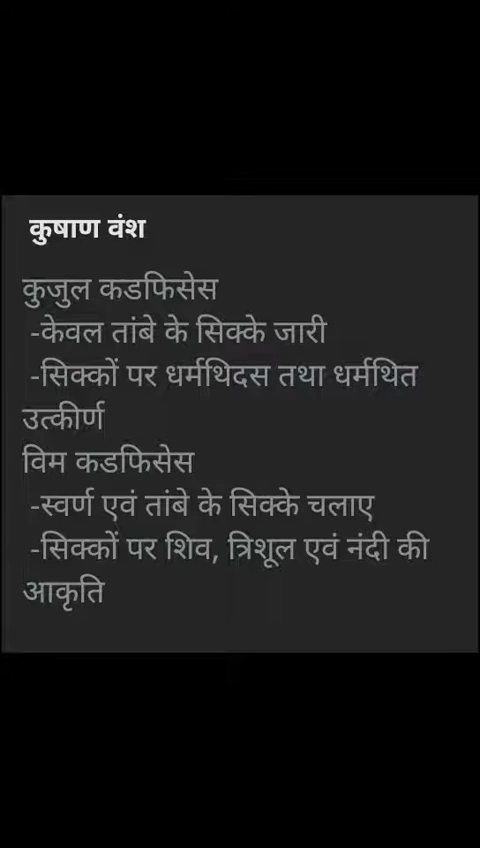 कुषाण वंश
कुजुल कडफिसेस
-केवल तांबे के सिक्के जारी
-सिक्कों पर धर्मथिदस तथा धर्मथित
उत्कीर्ण
विम कडफिसेस
-स्वर्ण एवं तांबे के सिक्के चलाए
-सिक्कों पर शिव, त्रिशूल एवं नंदी की
आकृति